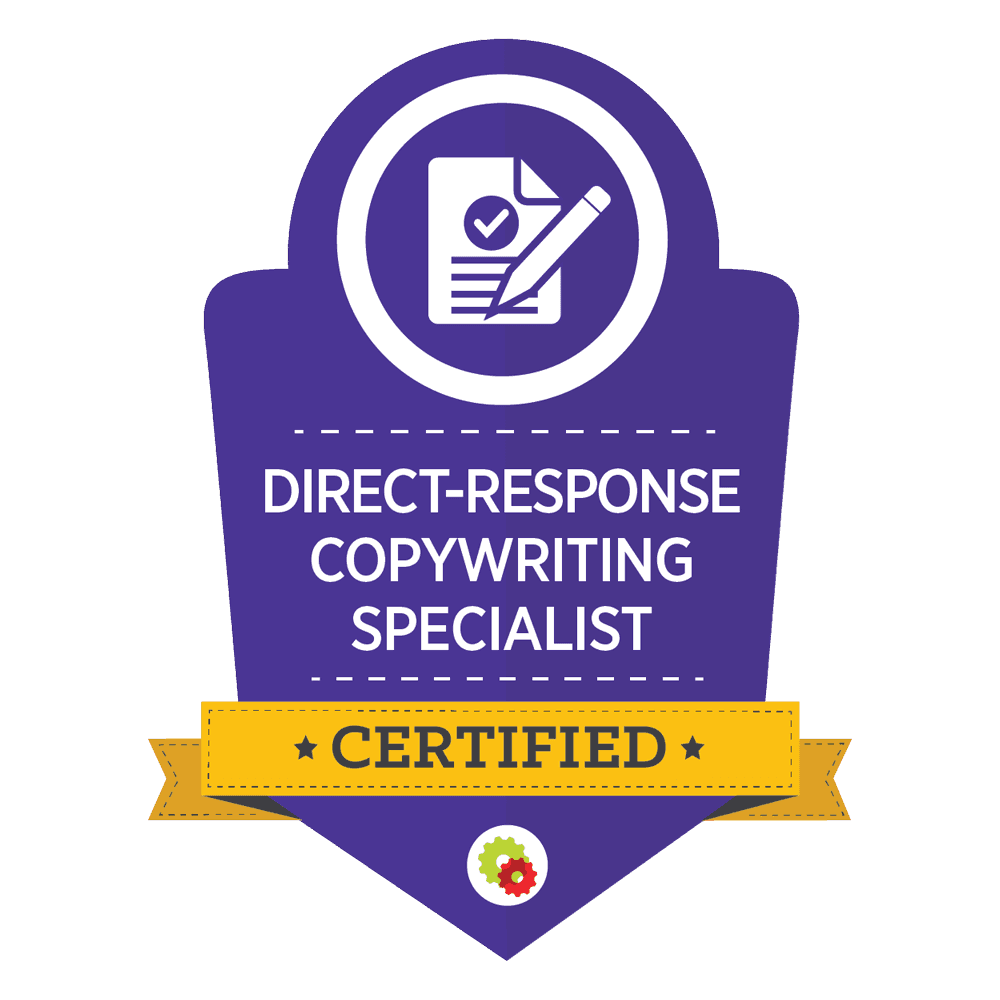 DIRECT-RESPONSE
COPYWRITING
SPECIALIST
CERTIFIED